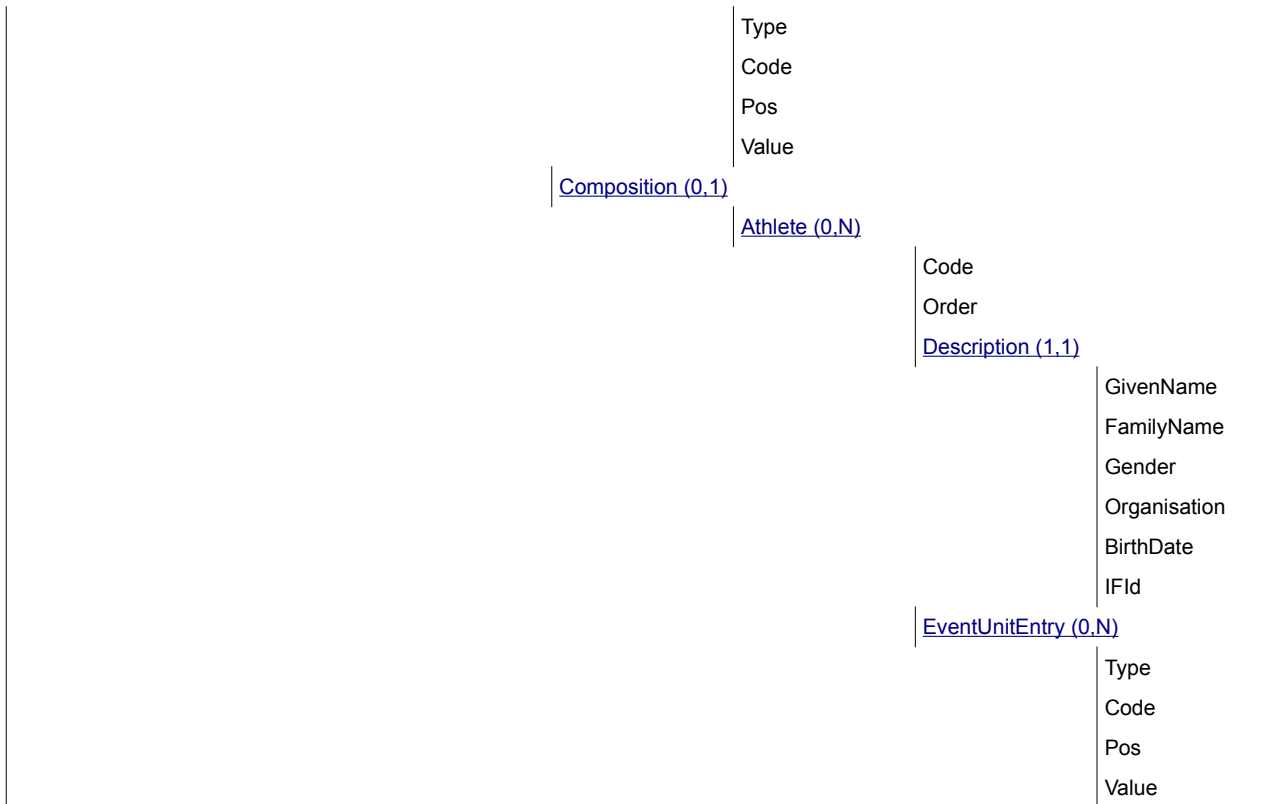 Type
Code
Pos
Value
Composition (0,1)
Athlete (0,N)
Code
Order
Description (1,1)
GivenName
FamilyName
Gender
Organisation
BirthDate
IFId
EventUnitEntry (0,N)
Type
Code
Pos
Value